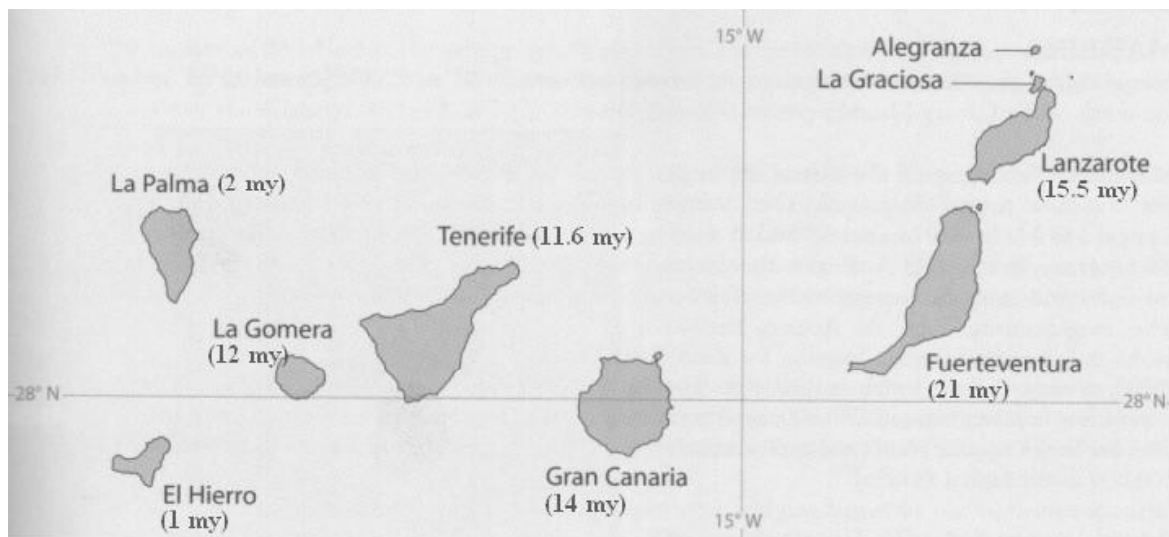 15°W
Alegranza
La Graciosa
Lanzarote
(15.5 my)
La Palma (2 my)
Tenerife (11.6 my)
La Gomera
(12 my)
Fuerteventura
(21 my)
28°N
28°N
El Hierro
(1 my)
Gran Canaria
(14 my)
15°W